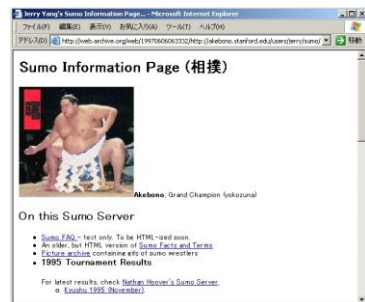 Jerry Yang's Sumo Information Page... - Microsoft Internet Explorer
ファイル(F) 編集(E) 表示(V) お気に入り(A) ツール(T) ヘルプ(H)
アドレス(D) http://web.archive.org/web/19970606063332/http://akebono.stanford.edu/users/jerry/sumo/ 移動
Sumo Information Page (相撲)
Akebono, Grand Champion (yokozuna)
On this Sumo Server
Sumo FAQ - text only. To be HTML-ized soon.
An older, but HTML version of Sumo Facts and Terms
Picture archive containing gifs of sumo wrestlers
1995 Tournament Results
For latest results, check Nathan Hoover's Sumo Server.
Kyushu 1995 (November).